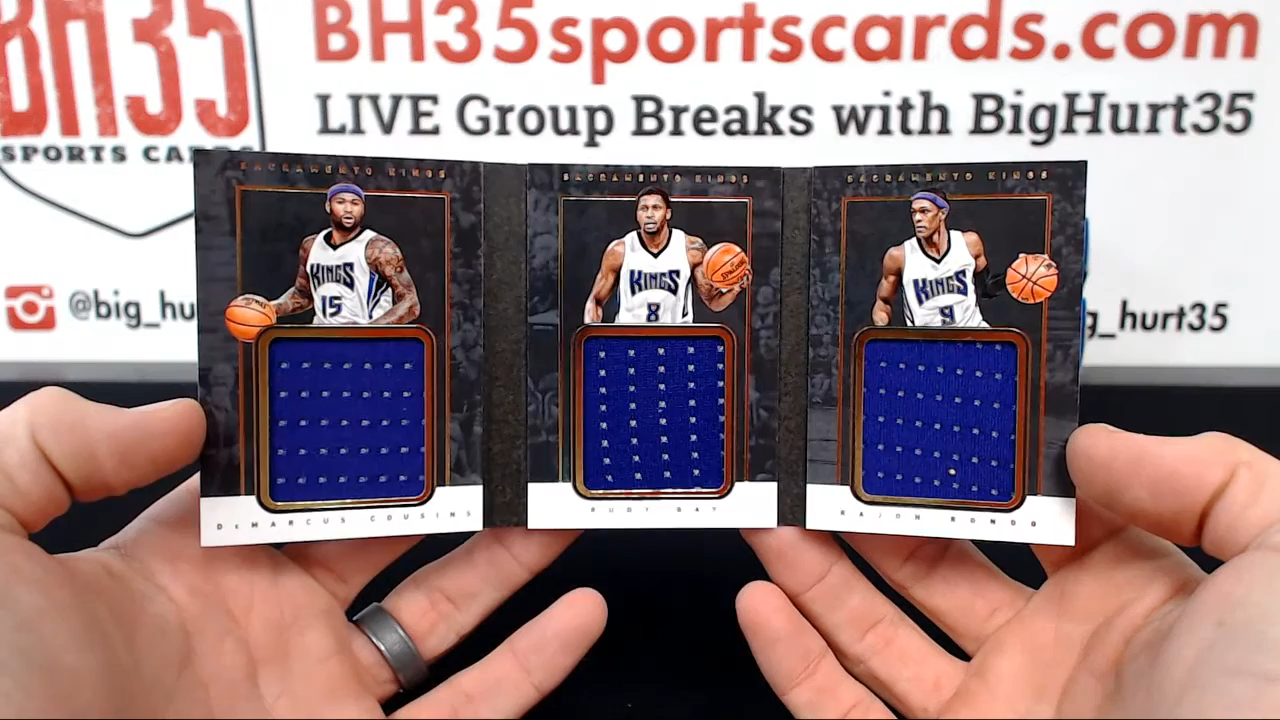 BH35
SPORTS CARDS
BH35sportscards.com
LIVE Group Breaks with BigHurt35
@big_hu
g_hurt35
SACRAMENTO KINGS
SACRAMENTO KINGS
SACRAMENTO KINGS
KINGS
15
KINGS
8
KINGS
9
DeMARCUS COUSINS
RUDY GAY
RAJON RONDO